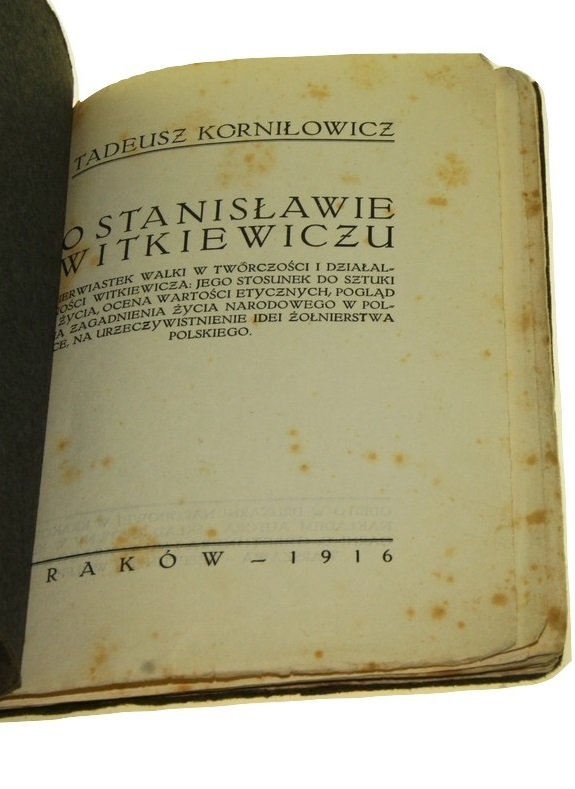 TADEUSZ KORNIŁOWICZ
O STANISŁAWIE
WITKIEWICZU
IERWIASTEK WALKI W TWÓRCZOŚCI I DZIAŁAL-
OŚCI WITKIEWICZA: JEGO STOSUNEK DO SZTUKI
ŻYCIA, OCENA WARTOŚCI ETYCZNYCH, POGLĄD
A ZAGADNIENIA ŻYCIA NARODOWEGO W POL-
CE, NA URZECZYWISTNIENIE IDEI ŻOŁNIERSTWA
POLSKIEGO.
RAKÓW – 1916